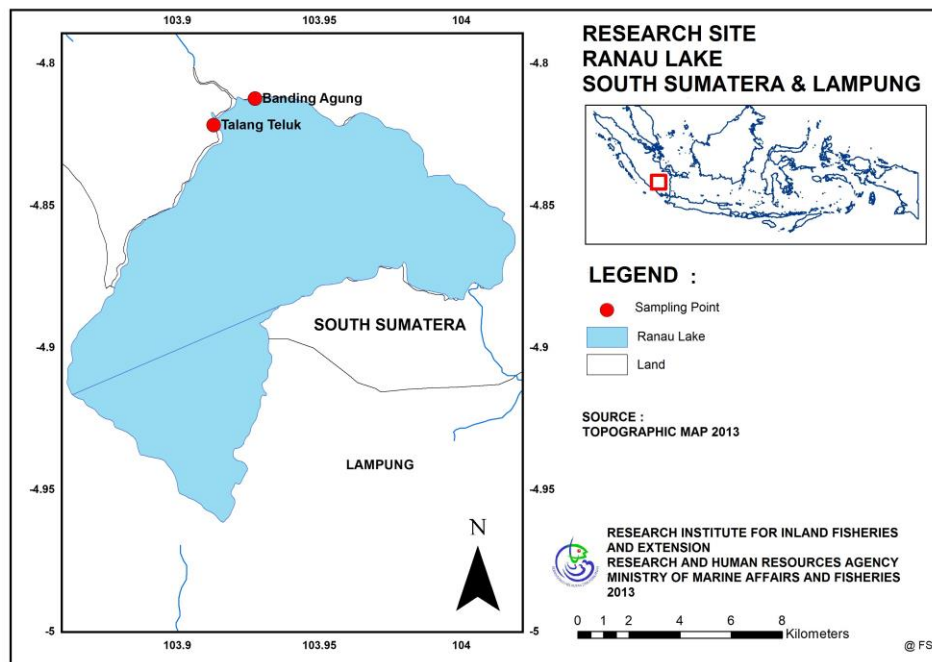 103.9 103.95 104
-4.8 -4.8
Banding Agung
Talang Teluk
-4.85 -4.85
SOUTH SUMATERA
-4.9 -4.9
LAMPUNG
-4.95 -4.95
N
-5 -5
103.9 103.95 104
RESEARCH SITE
RANAU LAKE
SOUTH SUMATERA & LAMPUNG
LEGEND :
Sampling Point
Ranau Lake
Land
SOURCE :
TOPOGRAPHIC MAP 2013
RESEARCH INSTITUTE FOR INLAND FISHERIES
AND EXTENSION
RESEARCH AND HUMAN RESOURCES AGENCY
MINISTRY OF MARINE AFFAIRS AND FISHERIES
2013
0 1 2 4 6 8
Kilometers
@ FS